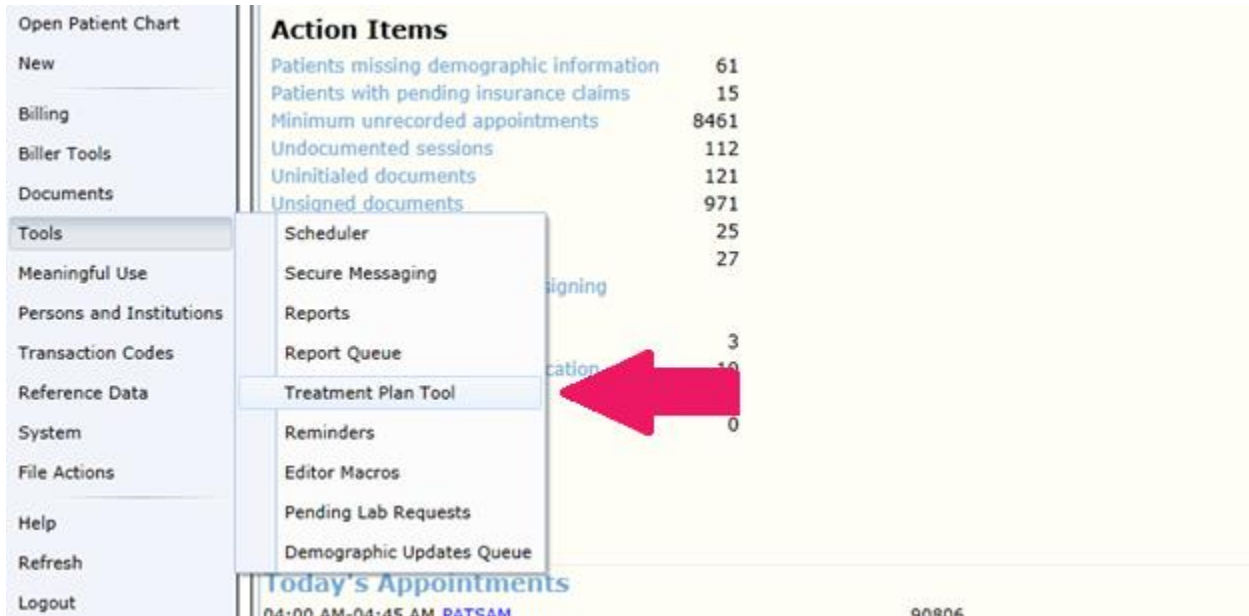 Open Patient Chart
New
Billing
Biller Tools
Documents
Tools
Meaningful Use
Persons and Institutions
Transaction Codes
Reference Data
System
File Actions
Help
Refresh
Logout
Action Items
Patients missing demographic information 61
Patients with pending insurance claims 15
Minimum unrecorded appointments 8461
Undocumented sessions 112
Uninitialed documents 121
Unsigned documents 971
25
27
signing
3
cation
0
Scheduler
Secure Messaging
Reports
Report Queue
Treatment Plan Tool
Reminders
Editor Macros
Pending Lab Requests
Demographic Updates Queue
Today's Appointments
04:00 AM-04:45 AM PATSAM 90806